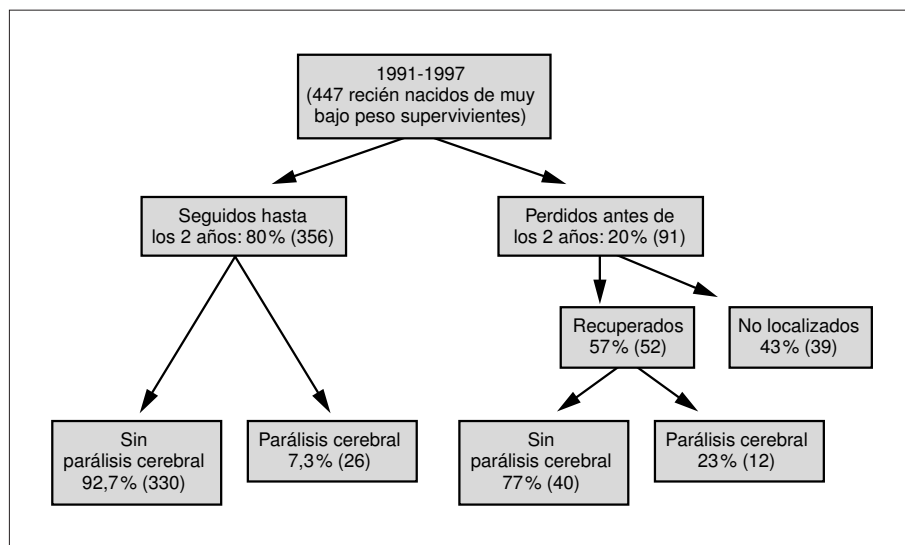 1991-1997
(447 recién nacidos de muy
bajo peso supervivientes)
Seguidos hasta
los 2 años: 80% (356)
Perdidos antes de
los 2 años: 20% (91)
Recuperados
57% (52)
No localizados
43% (39)
Sin
parálisis cerebral
92,7% (330)
Parálisis cerebral
7,3% (26)
Sin
parálisis cerebral
77% (40)
Parálisis cerebral
23% (12)